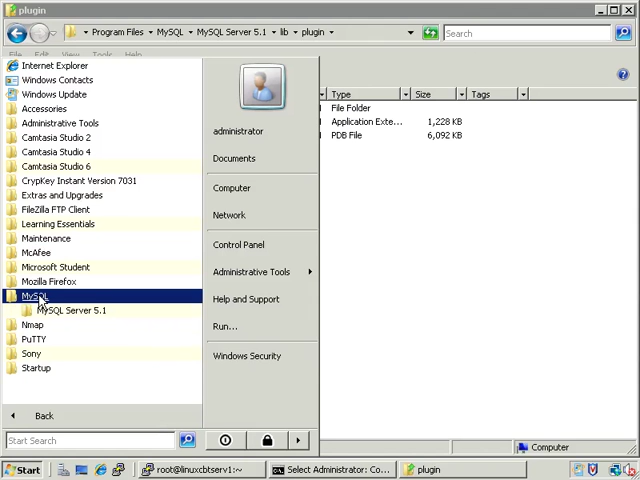 plugin
Program Files
MySQL
MySQL Server 5.1
lib
plugin
Search
File Edit View Tools Help
Type
Size
Tags
File Folder
Application Exte...
1,228 KB
PDB File
6,092 KB
Internet Explorer
Windows Contacts
Windows Update
Accessories
Administrative Tools
Camtasia Studio 2
Camtasia Studio 4
Camtasia Studio 6
CrypKey Instant Version 7031
Extras and Upgrades
FileZilla FTP Client
Learning Essentials
Maintenance
McAfee
Microsoft Student
Mozilla Firefox
MySQL
MySQL Server 5.1
Nmap
PuTTY
Sony
Startup
Back
Start Search
administrator
Documents
Computer
Network
Control Panel
Administrative Tools
Help and Support
Run...
Windows Security
Computer
Start
root@linuxcbtserv1:~
Select Administrator: Co...
plugin